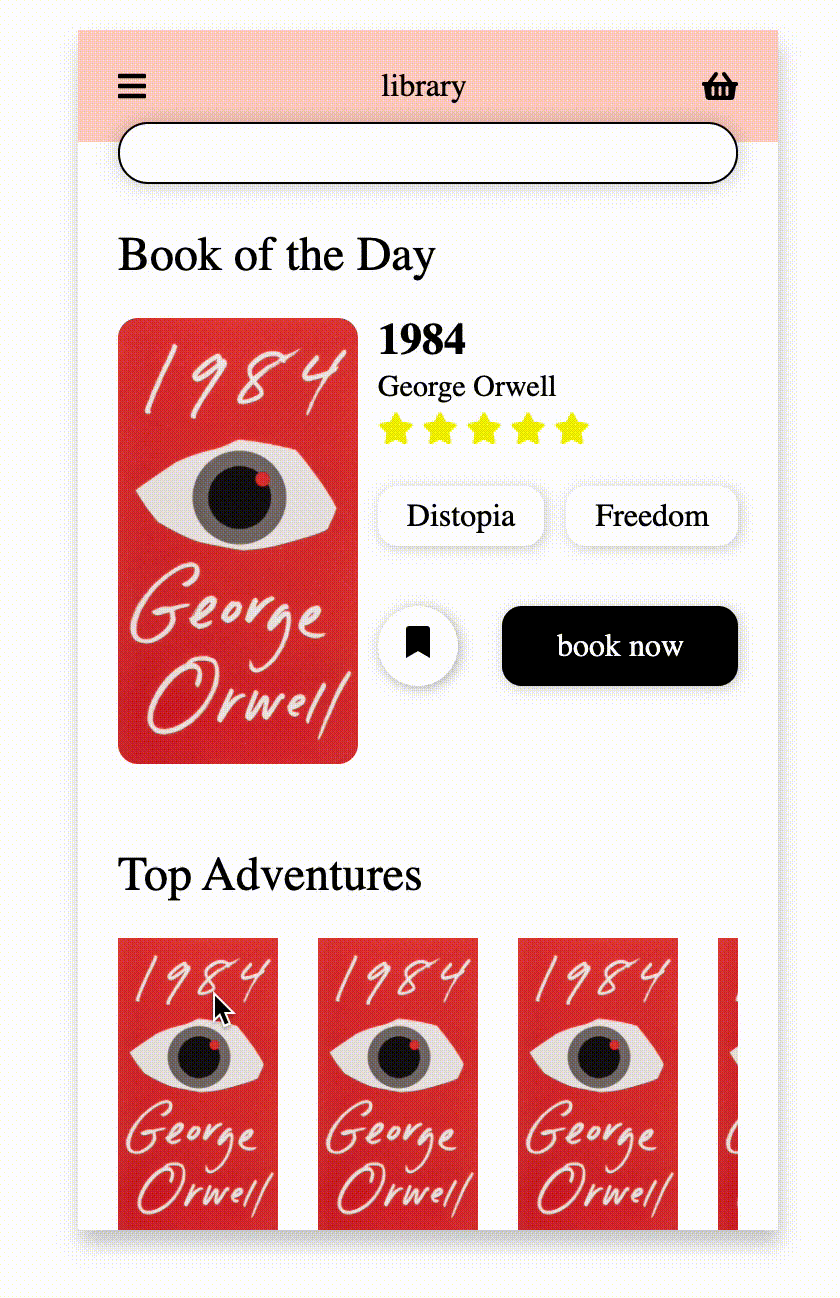 library
Book of the Day
1984
George
Orwell
1984
George Orwell
Distopia Freedom
book now
Top Adventures
1984 1984 1984
George George George
Orwell Orwell Orwell